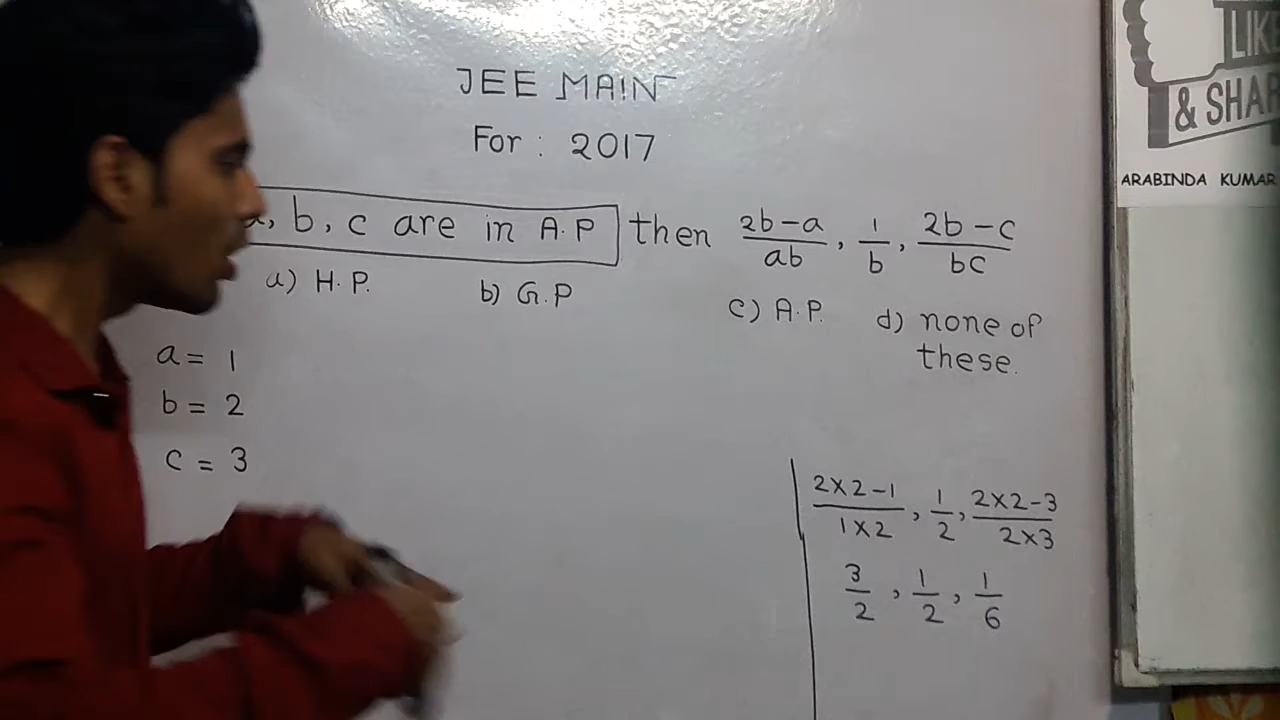 JEE MAIN
For : 2017
a, b, c are in A.P then 2b-a/ab, 1/b, 2b-c/bc
a) H.P. b) G.P c) A.P. d) none of
these.
a = 1
b = 2
c = 3
2×2-1/1×2, 1/2, 2×2-3/2×3
3/2, 1/2, 1/6
LIKE
& SHAR
ARABINDA KUMAR